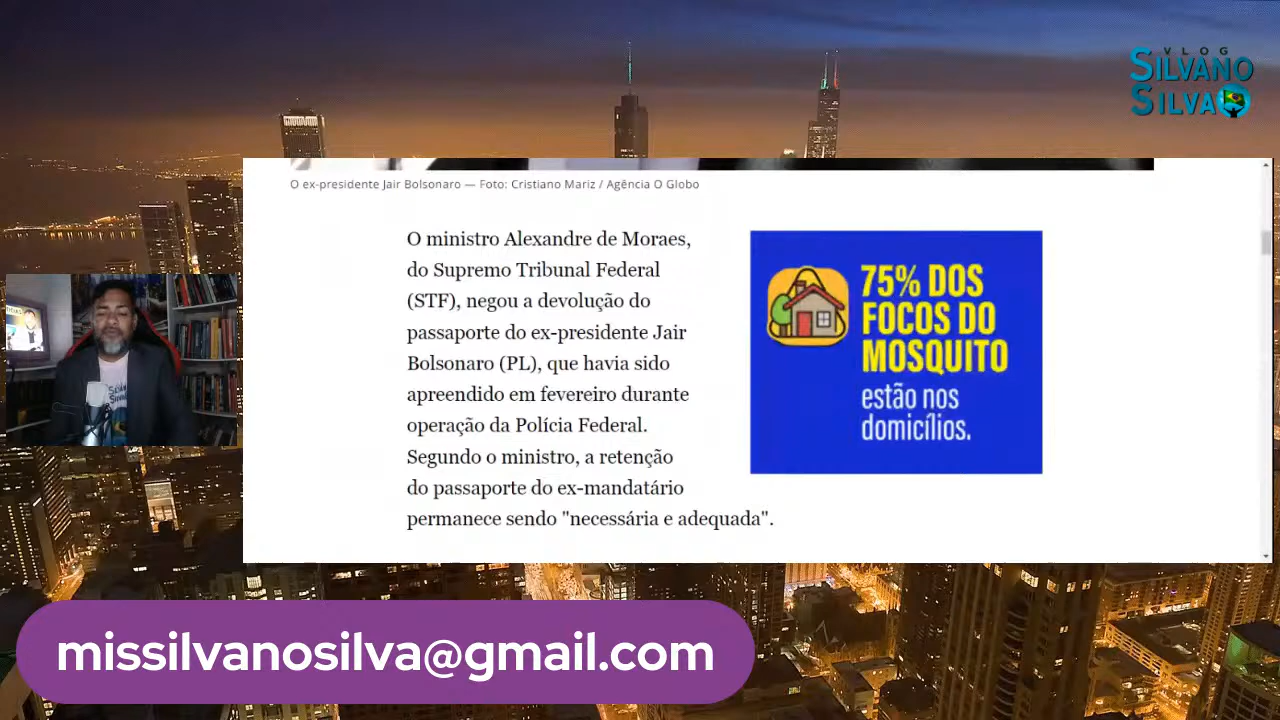 VLOG
SILVANO
SILVA
O ex-presidente Jair Bolsonaro — Foto: Cristiano Mariz / Agência O Globo
O ministro Alexandre de Moraes,
do Supremo Tribunal Federal
(STF), negou a devolução do
passaporte do ex-presidente Jair
Bolsonaro (PL), que havia sido
apreendido em fevereiro durante
operação da Polícia Federal.
Segundo o ministro, a retenção
do passaporte do ex-mandatário
permanece sendo "necessária e adequada".
75% DOS
FOCOS DO
MOSQUITO
estão nos
domicílios.
missilvanosilva@gmail.com